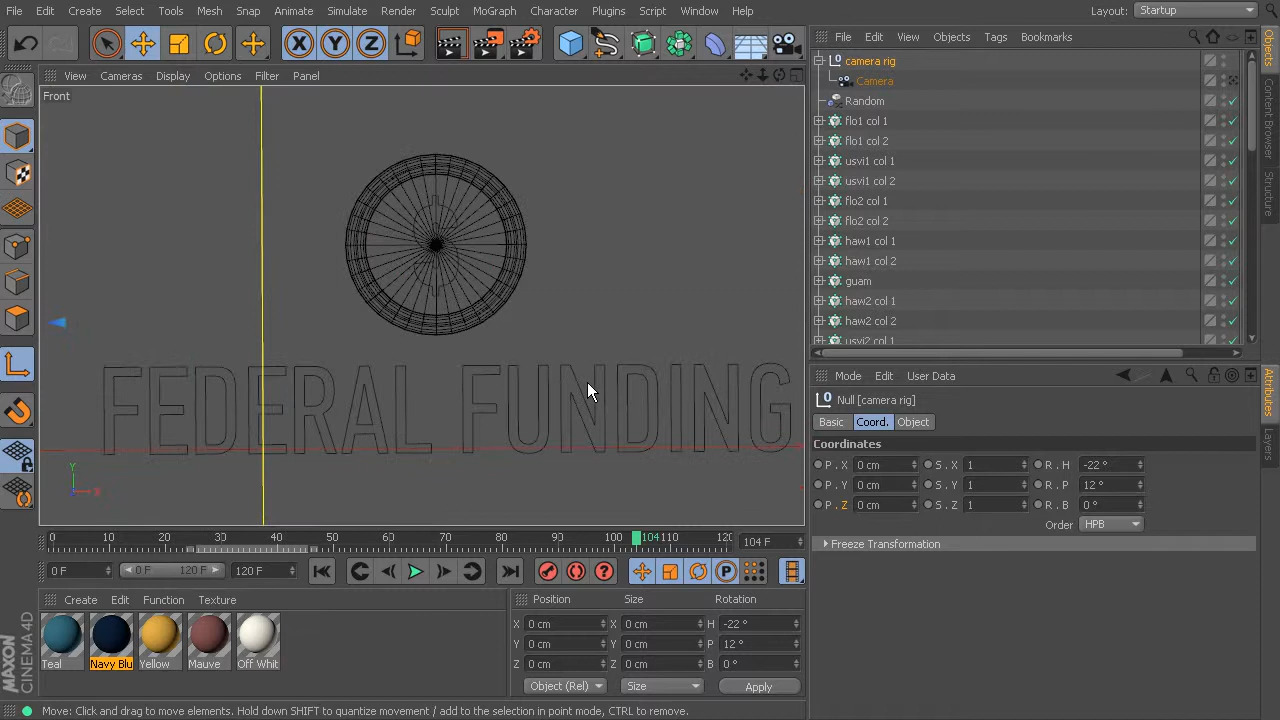 File Edit Create Select Tools Mesh Snap Animate Simulate Render Sculpt MoGraph Character Plugins Script Window Help Layout: Startup
File Edit View Objects Tags Bookmarks
View Cameras Display Options Filter Panel
Front
camera rig
Camera
Random
flo1 col 1
flo1 col 2
usvi1 col 1
usvi1 col 2
flo2 col 1
flo2 col 2
haw1 col 1
haw1 col 2
guam
haw2 col 1
haw2 col 2
usvi2 col 1
Objects
Content Browser
Structure
FEDERAL FUNDING
Y
X
Mode Edit User Data
Null [camera rig]
Basic Coord. Object
Coordinates
P . X 0 cm S . X 1 R . H -22 °
P . Y 0 cm S . Y 1 R . P 12 °
P . Z 0 cm S . Z 1 R . B 0 °
Order HPB
Freeze Transformation
Attributes
Layers
0 10 20 30 40 50 60 70 80 90 100 104 110 120 104 F
0 F 0 F 120 F 120 F
Create Edit Function Texture
Teal Navy Blu Yellow Mauve Off Whit
Position Size Rotation
X 0 cm X 0 cm H -22 °
Y 0 cm Y 0 cm P 12 °
Z 0 cm Z 0 cm B 0 °
Object (Rel) Size Apply
MAXON CINEMA 4D
Move: Click and drag to move elements. Hold down SHIFT to quantize movement / add to the selection in point mode, CTRL to remove.